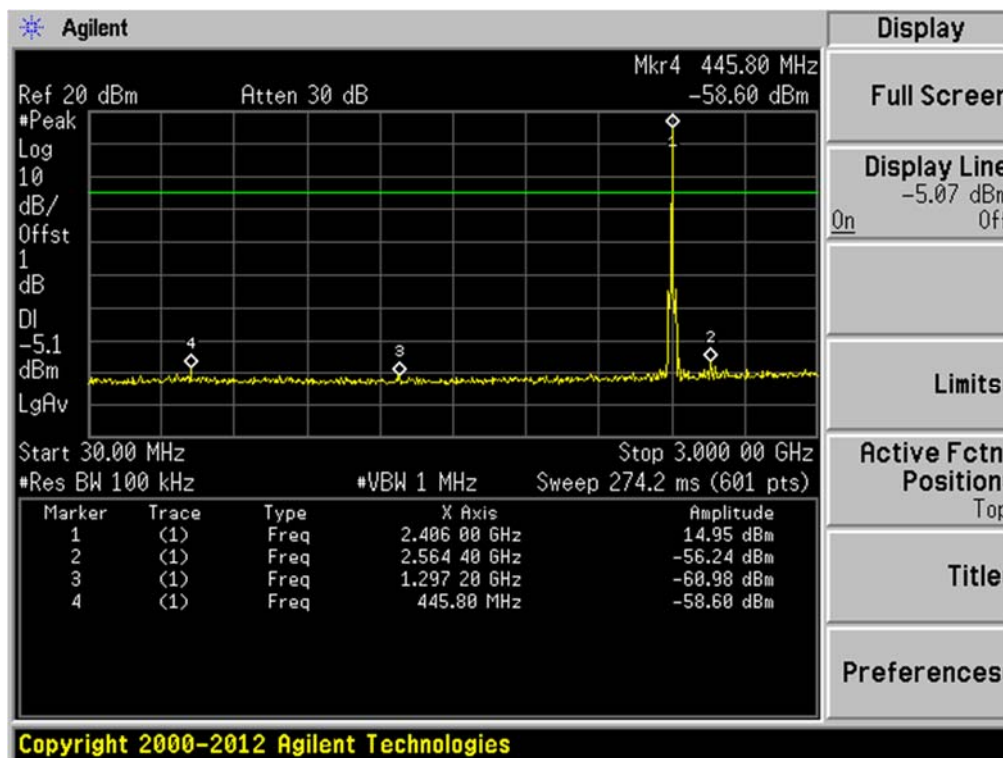 Agilent
Display
Mkr4 445.80 MHz
Ref 20 dBm Atten 30 dB -58.60 dBm
#Peak
Log
10
dB/
Offst
1
dB
DI
-5.1
dBm
LgAv
1
4
3
2
Start 30.00 MHz Stop 3.000 00 GHz
#Res BW 100 kHz #VBW 1 MHz Sweep 274.2 ms (601 pts)
Marker Trace Type X Axis Amplitude
1 (1) Freq 2.406 00 GHz 14.95 dBm
2 (1) Freq 2.564 40 GHz -56.24 dBm
3 (1) Freq 1.297 20 GHz -60.98 dBm
4 (1) Freq 445.80 MHz -58.60 dBm
Full Screen
Display Line
-5.07 dBm
On Off
Limits
Active Fctn
Position
Top
Title
Preferences
Copyright 2000-2012 Agilent Technologies